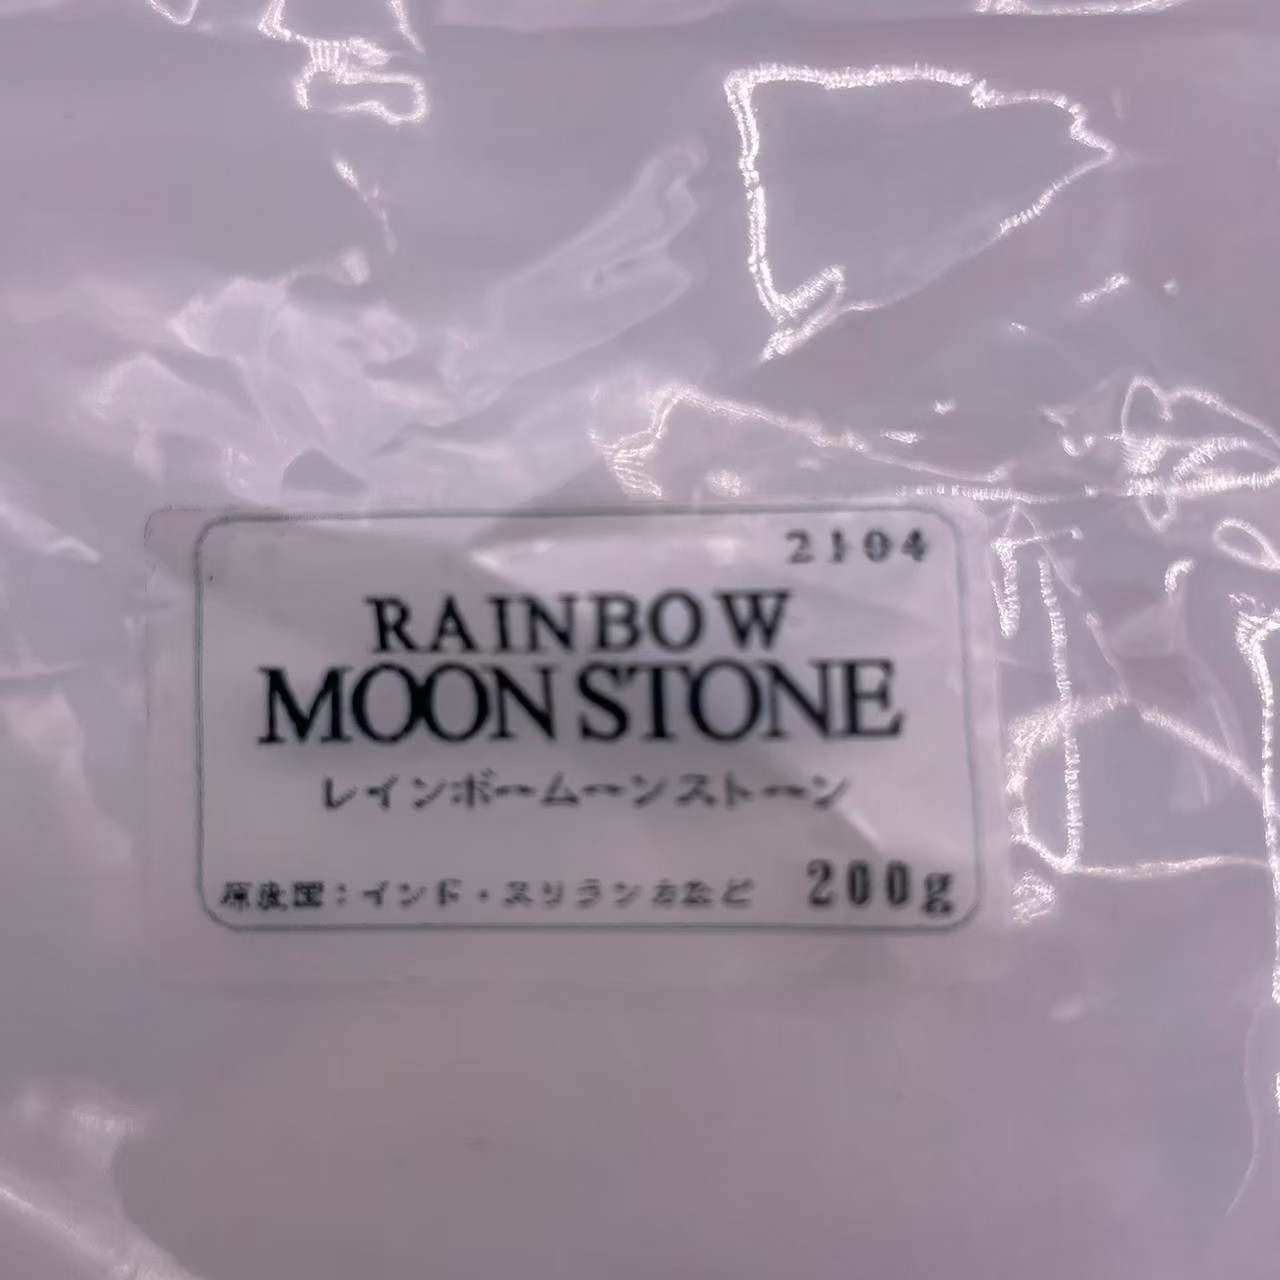 2104
RAINBOW
MOON STONE
レインボームーンストーン
原産国：インド・スリランカなど 200g